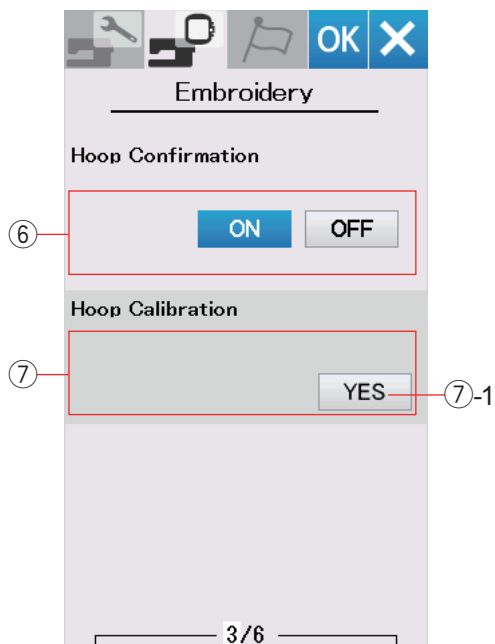 OK X
Embroidery
Hoop Confirmation
⑥ ON OFF
Hoop Calibration
⑦ YES ⑦-1
3/6